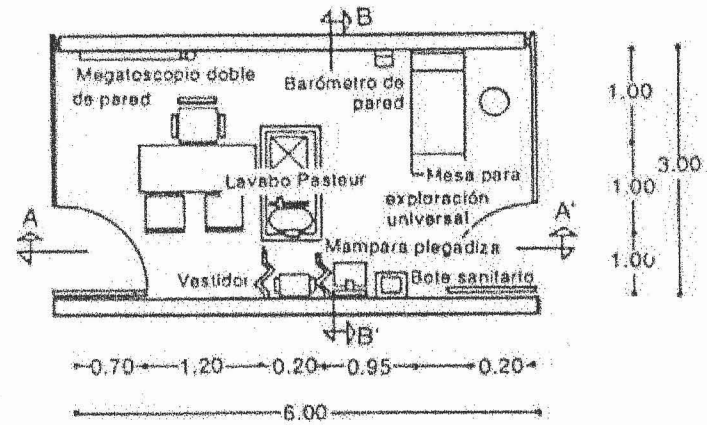 B
Megatoscopio doble
de pared
Barómetro de
pared
1.00
Lavabo Pasteur
Mesa para
exploración
universal
1.00
3.00
A
A'
Mampara plegadiza
Vestidor
Bote sanitario
1.00
B'
0.70 1.20 0.20 0.95 0.20
6.00